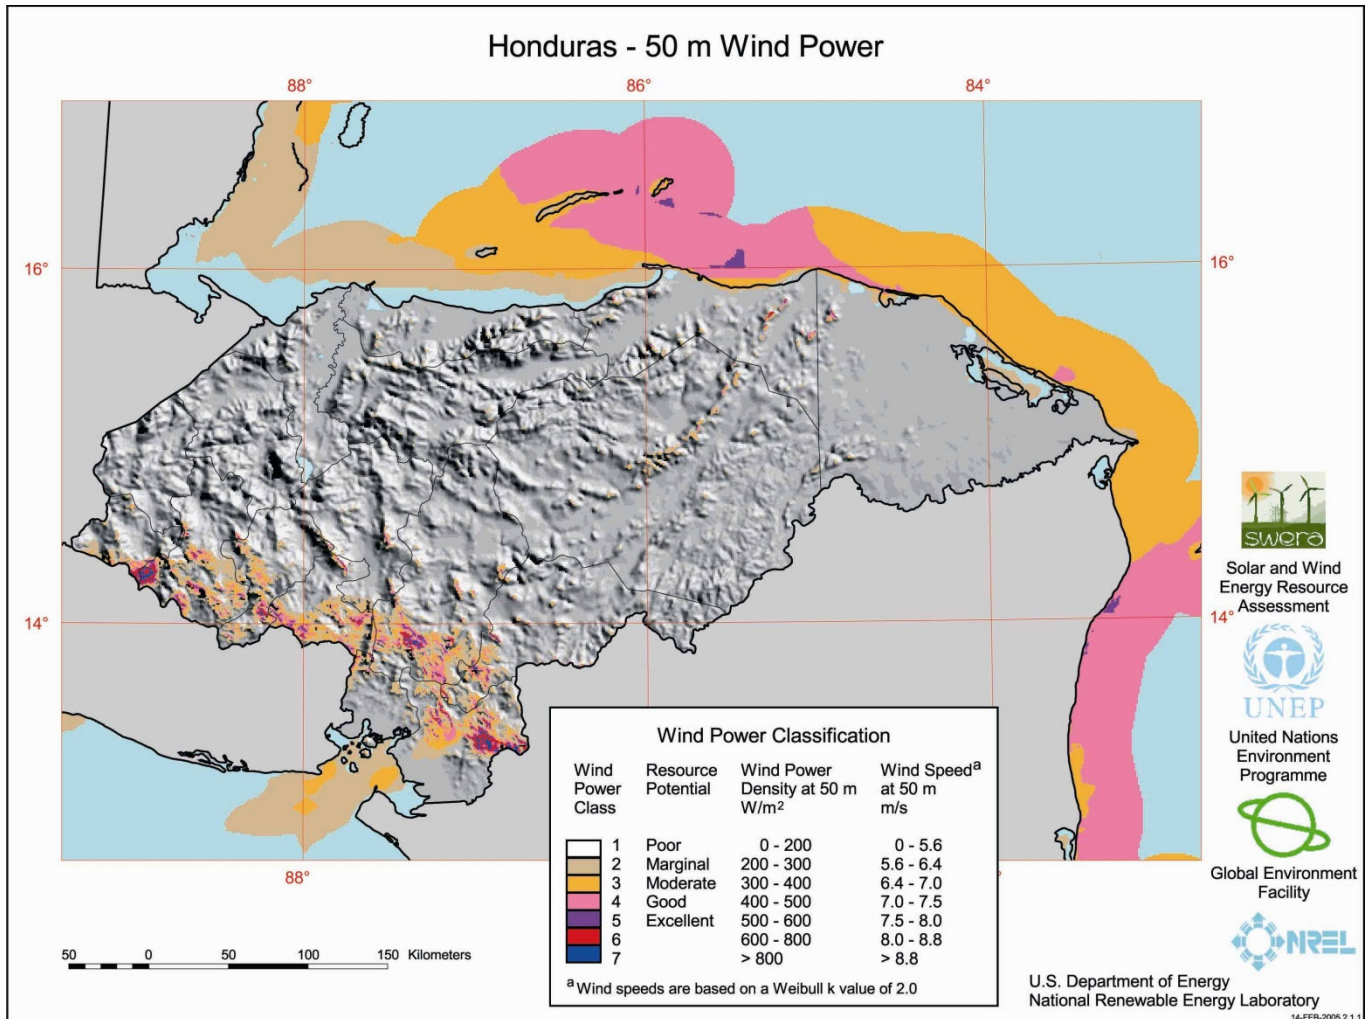 Honduras - 50 m Wind Power
88° 86° 84°
16° 16°
14° 14°
88°
swera
Solar and Wind
Energy Resource
Assessment
UNEP
United Nations
Environment
Programme
Global Environment
Facility
NREL
U.S. Department of Energy
National Renewable Energy Laboratory
14-FEB-2005 2.1.1
Wind Power Classification
Wind Resource Wind Power Wind Speedᵃ
Power Potential Density at 50 m at 50 m
Class W/m² m/s
1 Poor 0 - 200 0 - 5.6
2 Marginal 200 - 300 5.6 - 6.4
3 Moderate 300 - 400 6.4 - 7.0
4 Good 400 - 500 7.0 - 7.5
5 Excellent 500 - 600 7.5 - 8.0
6 600 - 800 8.0 - 8.8
7 > 800 > 8.8
ᵃ Wind speeds are based on a Weibull k value of 2.0
50 0 50 100 150 Kilometers